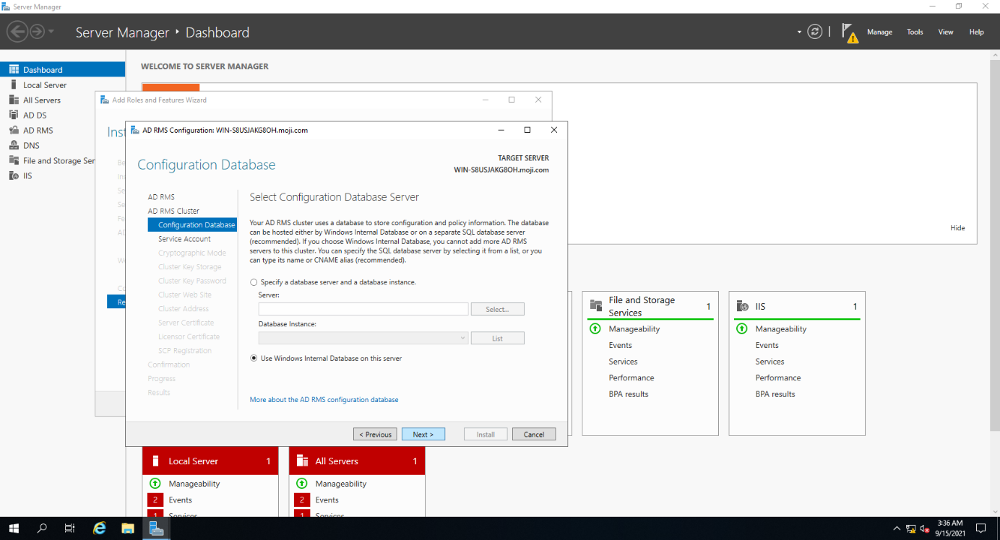 Server Manager
Server Manager
Dashboard
Manage
Tools
View
Help
Dashboard
Local Server
All Servers
AD DS
AD RMS
DNS
File and Storage Ser
IIS
WELCOME TO SERVER MANAGER
Hide
Add Roles and Features Wizard
Inst
Re
AD RMS Configuration: WIN-S8USJAKG8OH.moji.com
Configuration Database
TARGET SERVER
WIN-S8USJAKG8OH.moji.com
AD RMS
AD RMS Cluster
Configuration Database
Service Account
Cryptographic Mode
Cluster Key Storage
Cluster Key Password
Cluster Web Site
Cluster Address
Server Certificate
Licensor Certificate
SCP Registration
Confirmation
Progress
Results
Select Configuration Database Server
Your AD RMS cluster uses a database to store configuration and policy information. The database
can be hosted either by Windows Internal Database or on a separate SQL database server
(recommended). If you choose Windows Internal Database, you cannot add more AD RMS
servers to this cluster. You can specify the SQL database server by selecting it from a list, or you
can type its name or CNAME alias (recommended).
Specify a database server and a database instance.
Server:
Select...
Database Instance:
List
Use Windows Internal Database on this server
More about the AD RMS configuration database
< Previous
Next >
Install
Cancel
File and Storage
Services
1
Manageability
Events
Services
Performance
BPA results
IIS
1
Manageability
Events
Services
Performance
BPA results
Local Server
1
Manageability
2
Events
1
Services
All Servers
1
Manageability
2
Events
1
Services
3:36 AM
9/15/2021